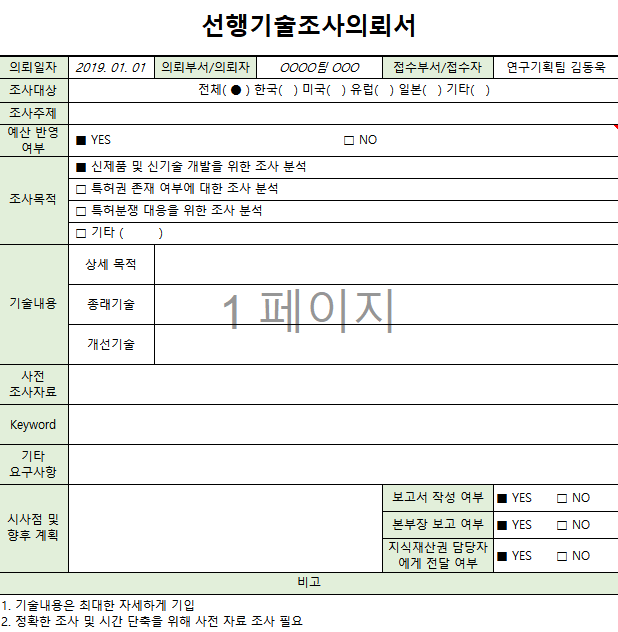 선행기술조사의뢰서
의뢰일자 2019. 01. 01 의뢰부서/의뢰자 OOOO팀 OOO 접수부서/접수자 연구기획팀 김동욱
조사대상 전체( ● ) 한국( ) 미국( ) 유럽( ) 일본( ) 기타( )
조사주제
예산 반영
여부
■ YES □ NO
조사목적
■ 신제품 및 신기술 개발을 위한 조사 분석
□ 특허권 존재 여부에 대한 조사 분석
□ 특허분쟁 대응을 위한 조사 분석
□ 기타 ( )
기술내용
상세 목적
종래기술
개선기술
1 페이지
사전
조사자료
Keyword
기타
요구사항
시사점 및
향후 계획
보고서 작성 여부 ■ YES □ NO
본부장 보고 여부 ■ YES □ NO
지식재산권 담당자
에게 전달 여부
■ YES □ NO
비고
1. 기술내용은 최대한 자세하게 기입
2. 정확한 조사 및 시간 단축을 위해 사전 자료 조사 필요